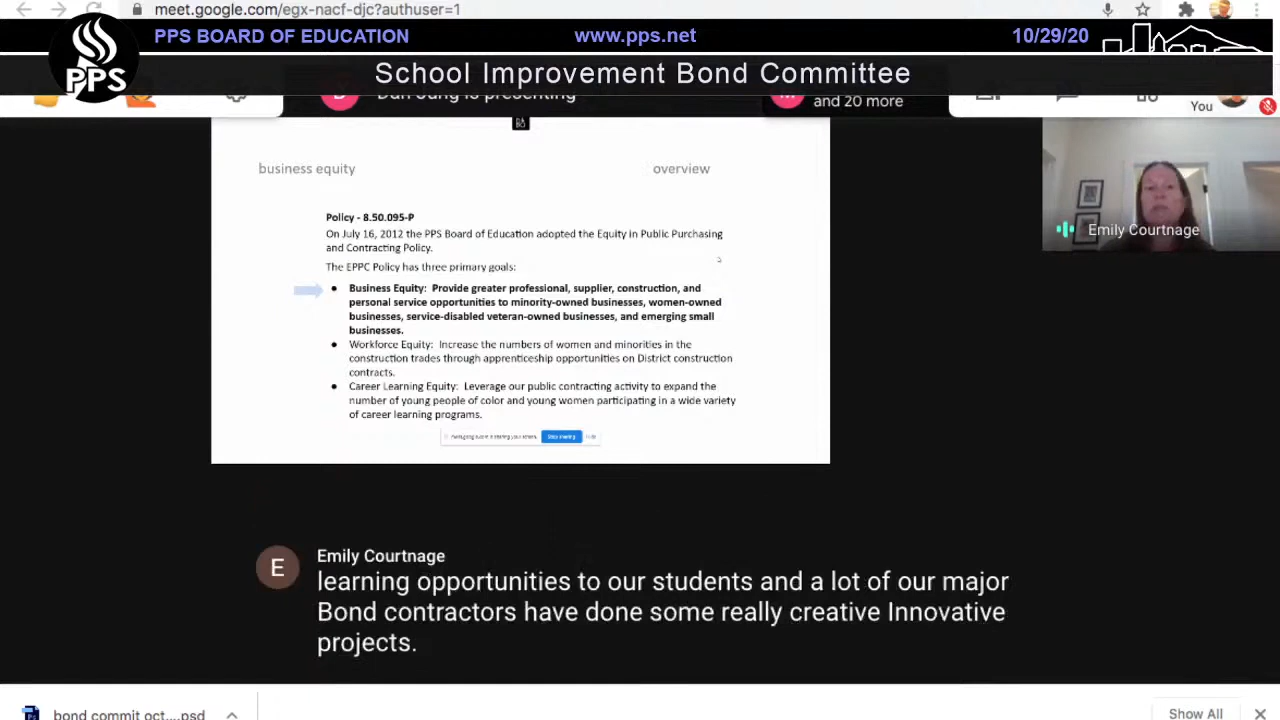 meet.google.com/egx-nacf-djc?authuser=1
PPS BOARD OF EDUCATION www.pps.net 10/29/20
PPS
School Improvement Bond Committee
is presenting
and 20 more
You
business equity overview
Policy - 8.50.095-P
On July 16, 2012 the PPS Board of Education adopted the Equity in Public Purchasing
and Contracting Policy.
The EPPC Policy has three primary goals:
● Business Equity: Provide greater professional, supplier, construction, and
personal service opportunities to minority-owned businesses, women-owned
businesses, service-disabled veteran-owned businesses, and emerging small
businesses.
● Workforce Equity: Increase the numbers of women and minorities in the
construction trades through apprenticeship opportunities on District construction
contracts.
● Career Learning Equity: Leverage our public contracting activity to expand the
number of young people of color and young women participating in a wide variety
of career learning programs.
is sharing your screen. Stop sharing Hide
Emily Courtnage
E
Emily Courtnage
learning opportunities to our students and a lot of our major
Bond contractors have done some really creative Innovative
projects.
bond commit oct....psd
Show All